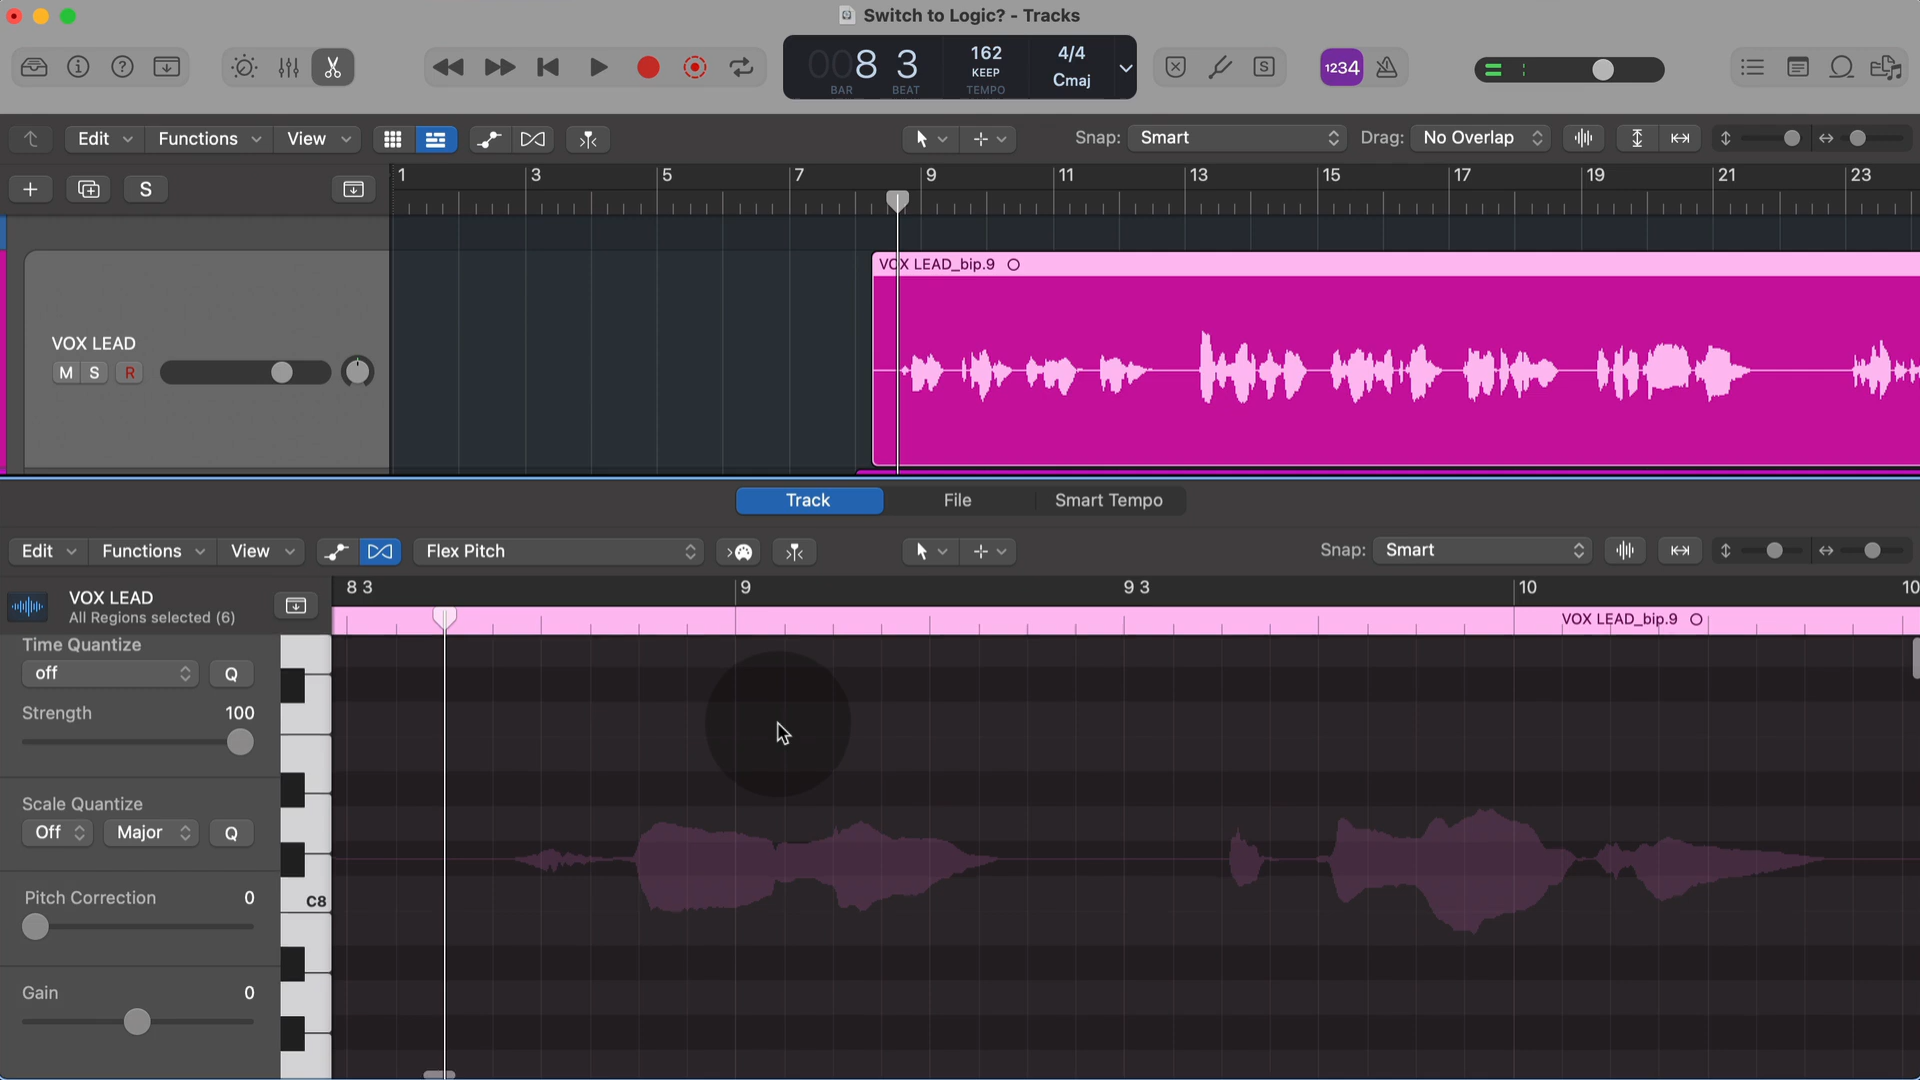 Switch to Logic? - Tracks
008 3 162 4/4
KEEP Cmaj
BAR BEAT TEMPO
S
1234
Edit Functions View Snap: Smart Drag: No Overlap
S 1 3 5 7 9 11 13 15 17 19 21 23
VOX LEAD_bip.9
VOX LEAD
M S R
Track File Smart Tempo
Edit Functions View Flex Pitch Snap: Smart
8 3 9 9 3 10 10
VOX LEAD
All Regions selected (6)
VOX LEAD_bip.9
Time Quantize
off Q
Strength 100
Scale Quantize
Off Major Q
Pitch Correction 0
C8
Gain 0